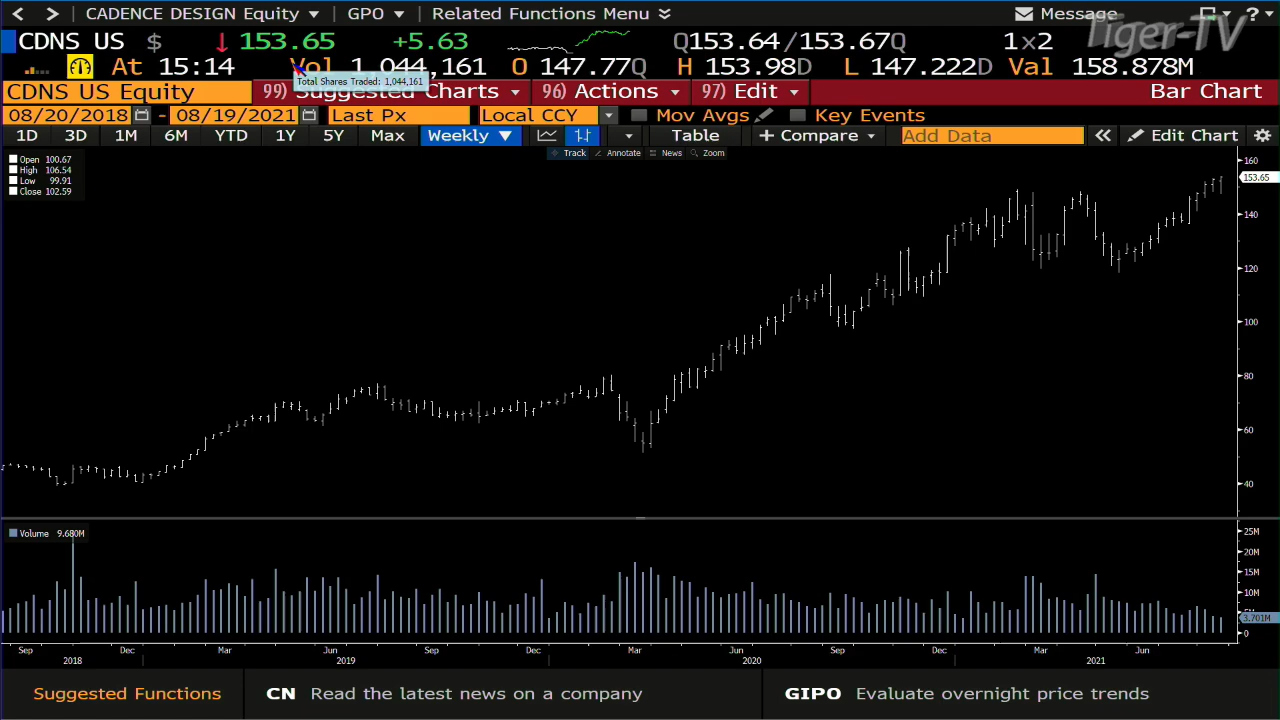 CADENCE DESIGN Equity GPO Related Functions Menu Message ?
Tiger-TV
CDNS US $ 153.65 +5.63 Q153.64/153.67Q 1×2
At 15:14 Vol 1,044,161 O 147.77Q H 153.98D L 147.222D Val 158.878M
Total Shares Traded: 1,044,161
CDNS US Equity 99) Suggested Charts 96) Actions 97) Edit Bar Chart
08/20/2018 - 08/19/2021 Last Px Local CCY Mov Avgs Key Events
1D 3D 1M 6M YTD 1Y 5Y Max Weekly Table + Compare Add Data « Edit Chart
Track Annotate News Zoom
Open 100.67
High 106.54
Low 99.91
Close 102.59
160
153.65
140
120
100
80
60
40
Volume 9.680M
25M
20M
15M
10M
5M
3.701M
0
Sep Dec Mar Jun Sep Dec Mar Jun Sep Dec Mar Jun
2018 2019 2020 2021
Suggested Functions CN Read the latest news on a company GIPO Evaluate overnight price trends